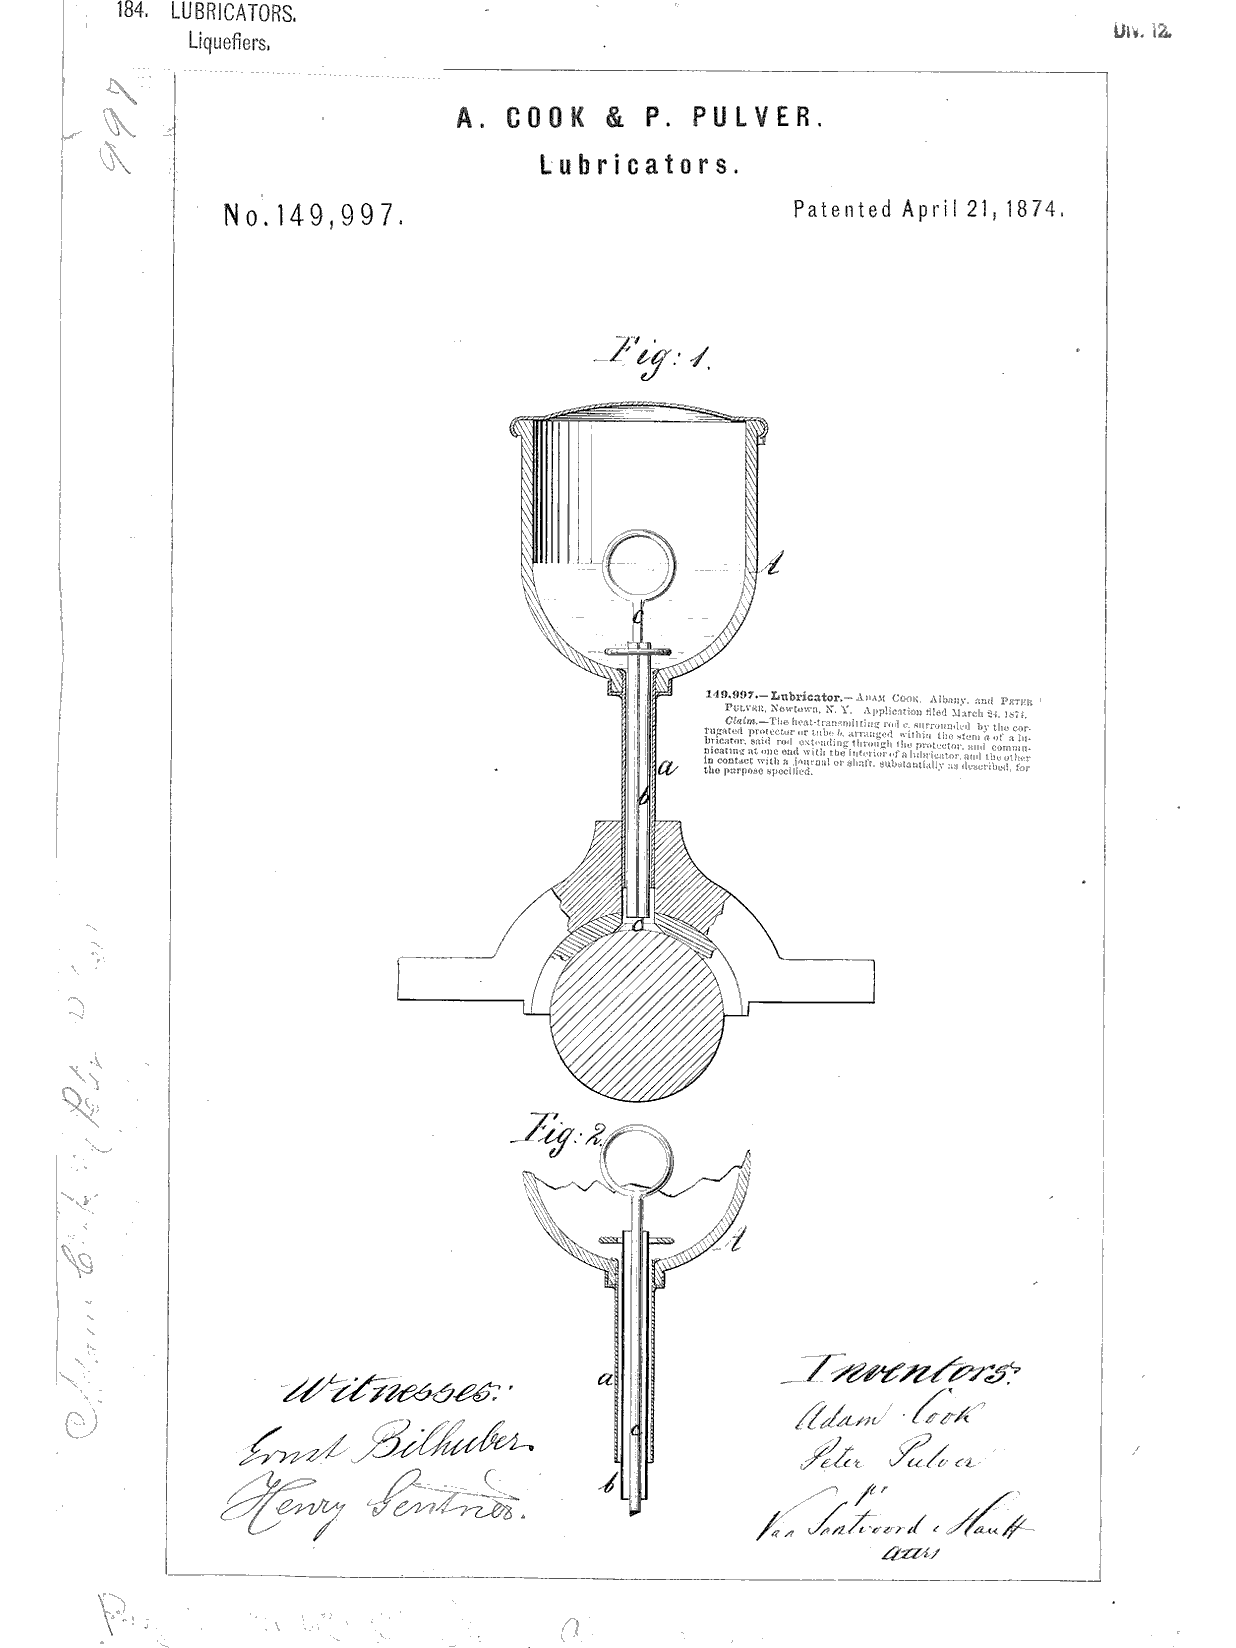 184. LUBRICATORS.
Liquefiers.
Div. 12.
997
A. COOK & P. PULVER.
Lubricators.
No. 149,997.
Patented April 21, 1874.
Fig: 1.
A
c
149,997.—Lubricator.—ADAM COOK, Albany, and PETER
PULVER, Newtown, N. Y. Application filed March 24, 1874.
Claim.—The heat-transmitting rod c, surrounded by the cor-
rugated protector or tube b, arranged within the stem a of a lu-
bricator, said rod extending through the protector, and commu-
nicating at one end with the interior of a lubricator, and the other
in contact with a journal or shaft, substantially as described, for
the purpose specified.
a
b
c
Fig: 2.
A
a
c
b
Witnesses:
Ernst Bilhuber.
Henry Gentner.
Inventors:
Adam Cook
Peter Pulver
pr
Van Santvoord & Hauff
attys